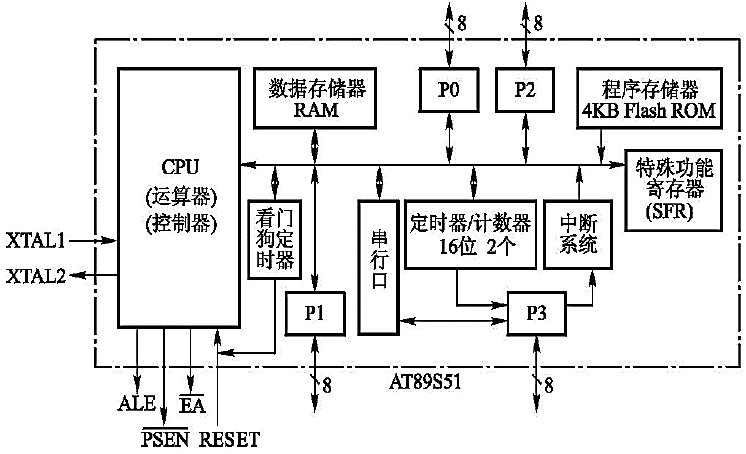 8
8
数据存储器
RAM
P0
P2
程序存储器
4KB Flash ROM
CPU
(运算器)
(控制器)
特殊功能
寄存器
(SFR)
看门
狗定
时器
串
行
口
定时器/计数器
16位 2个
中断
系统
XTAL1
XTAL2
P1
P3
8
AT89S51
8
ALE
EA
PSEN
RESET